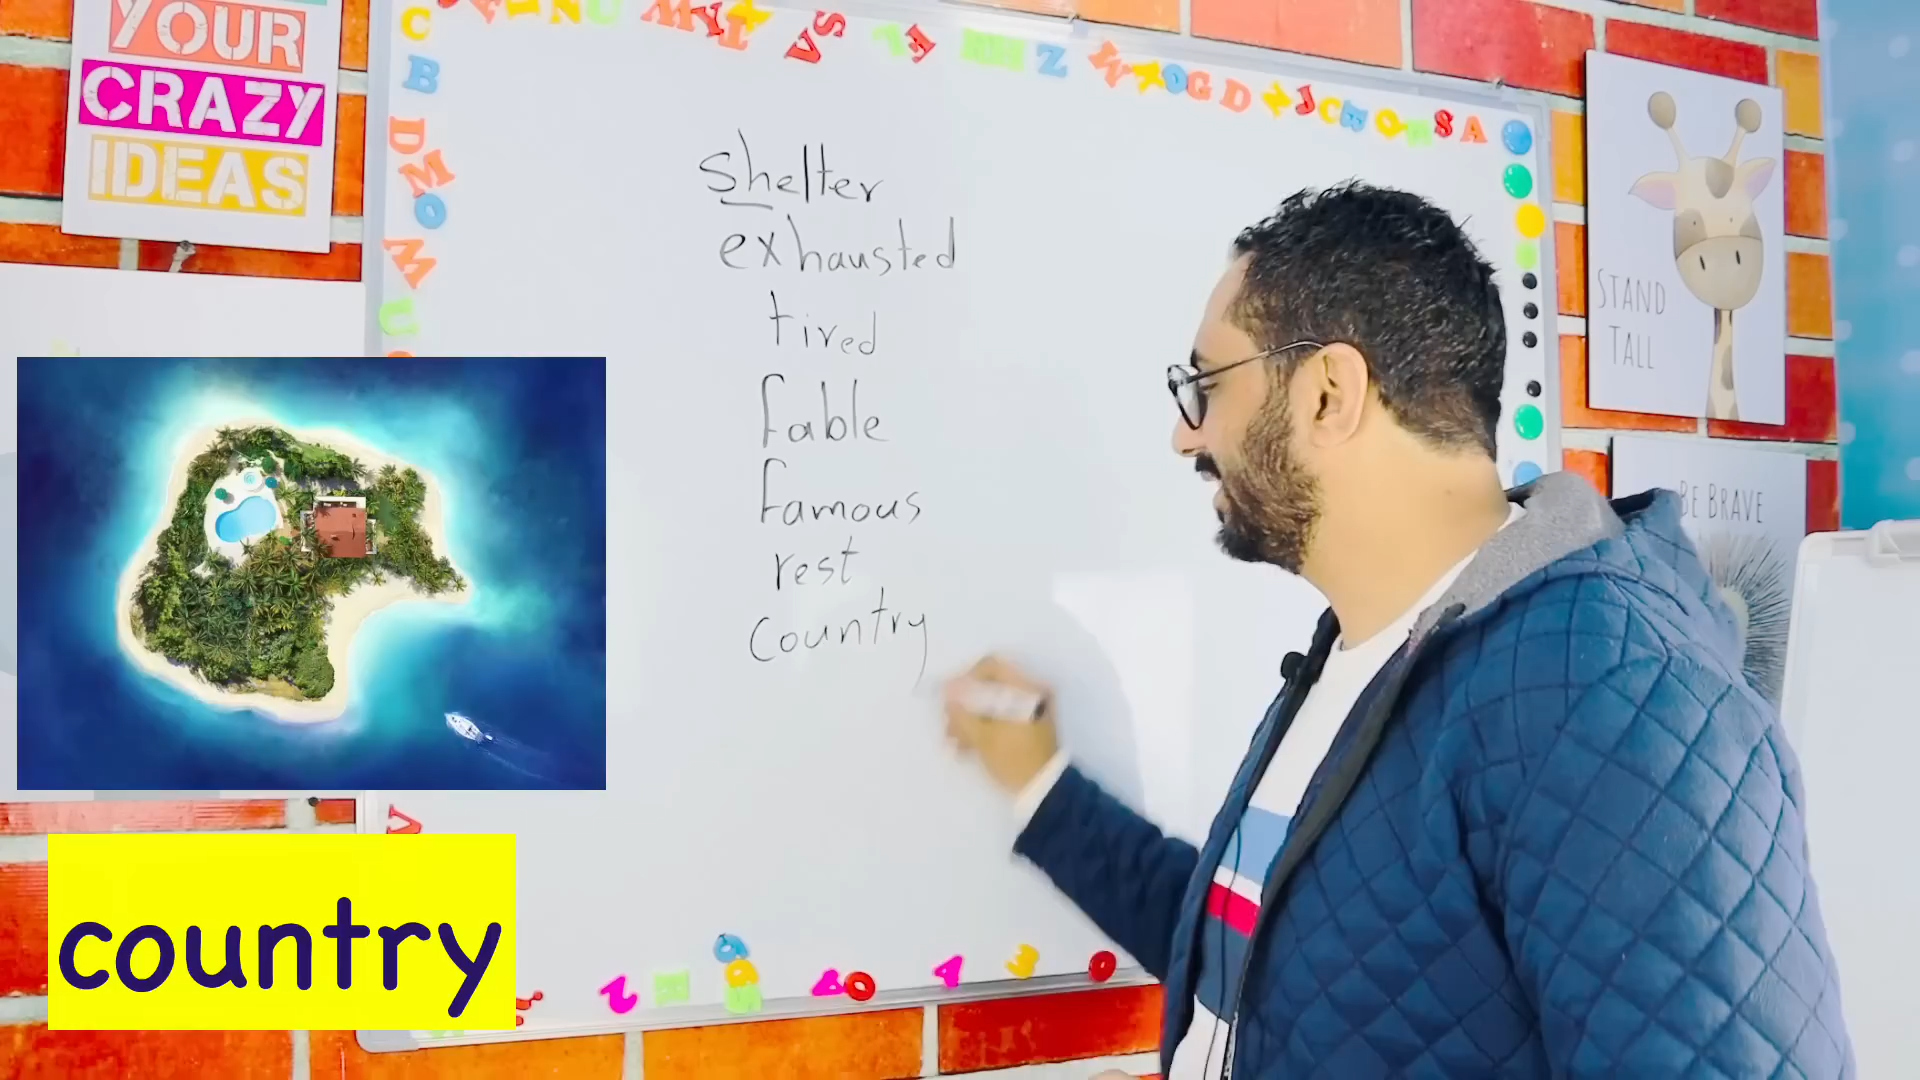 YOUR
CRAZY
IDEAS
shelter
exhausted
tired
fable
famous
rest
country
STAND
TALL
BE BRAVE
country